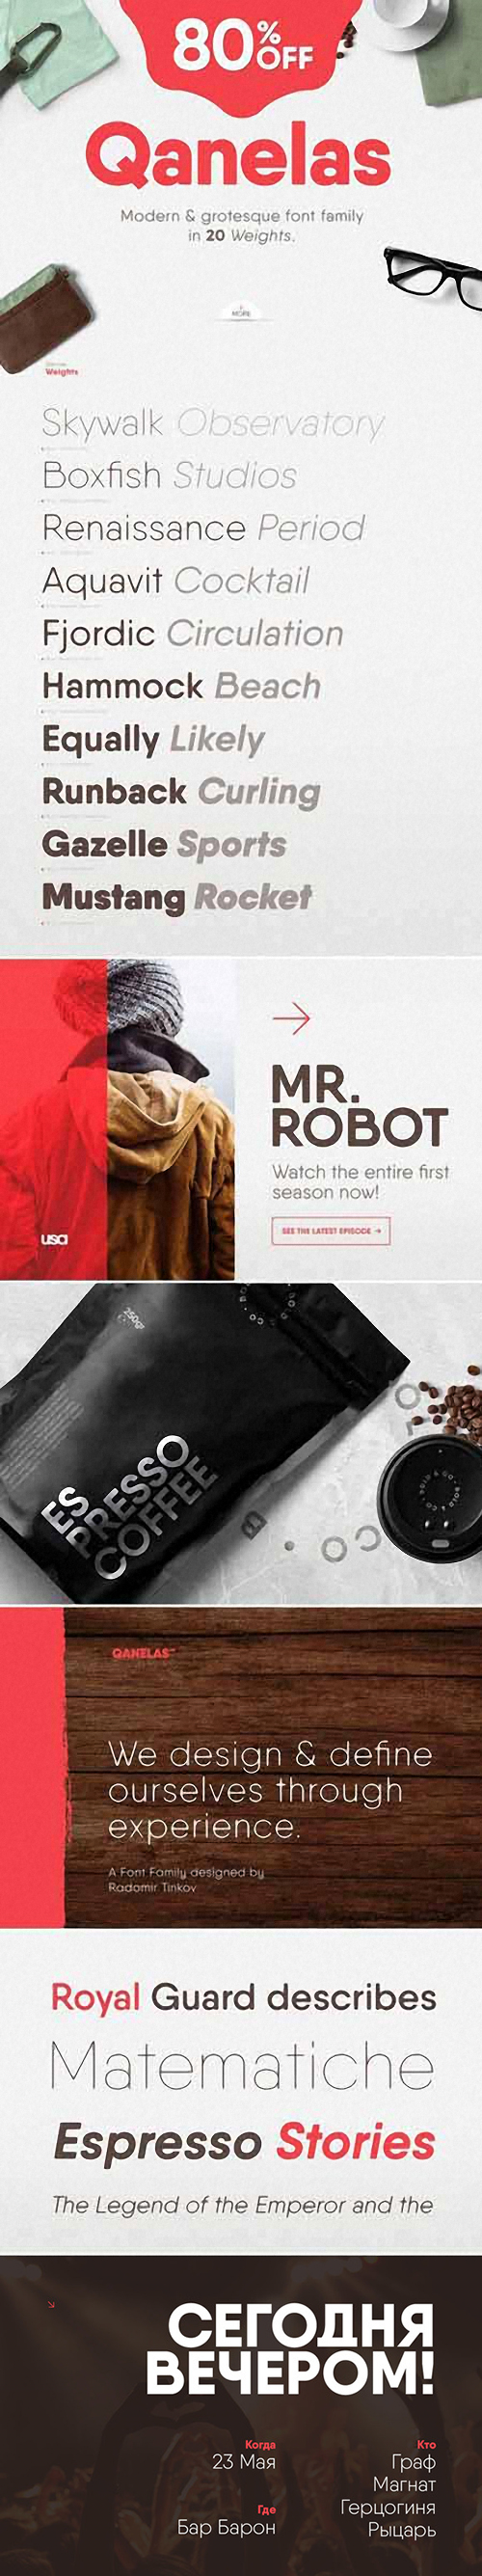 80% OFF
Qanelas
Modern & grotesque font family
in 20 Weights.
MORE
Weights
Skywalk Observatory
Boxfish Studios
Renaissance Period
Aquavit Cocktail
Fjordic Circulation
Hammock Beach
Equally Likely
Runback Curling
Gazelle Sports
Mustang Rocket
MR.
ROBOT
Watch the entire first
season now!
SEE THE LATEST EPISODE →
usa
250gr
ES
PRESSO
COFFEE
QANELAS™
We design & define
ourselves through
experience.
A Font Family designed by
Radomir Tinkov
Royal Guard describes
Matematiche
Espresso Stories
The Legend of the Emperor and the
СЕГОДНЯ
ВЕЧЕРОМ!
Когда
23 Мая
Где
Бар Барон
Кто
Граф
Магнат
Герцогиня
Рыцарь